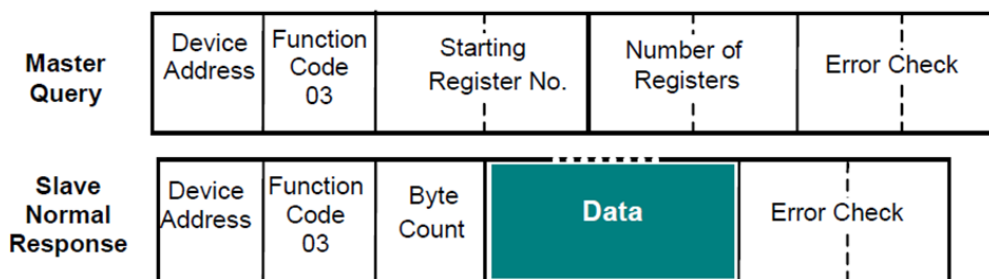 Master
Query
Device
Address
Function
Code
03
Starting
Register No.
Number of
Registers
Error Check
Slave
Normal
Response
Device
Address
Function
Code
03
Byte
Count
Data
Error Check